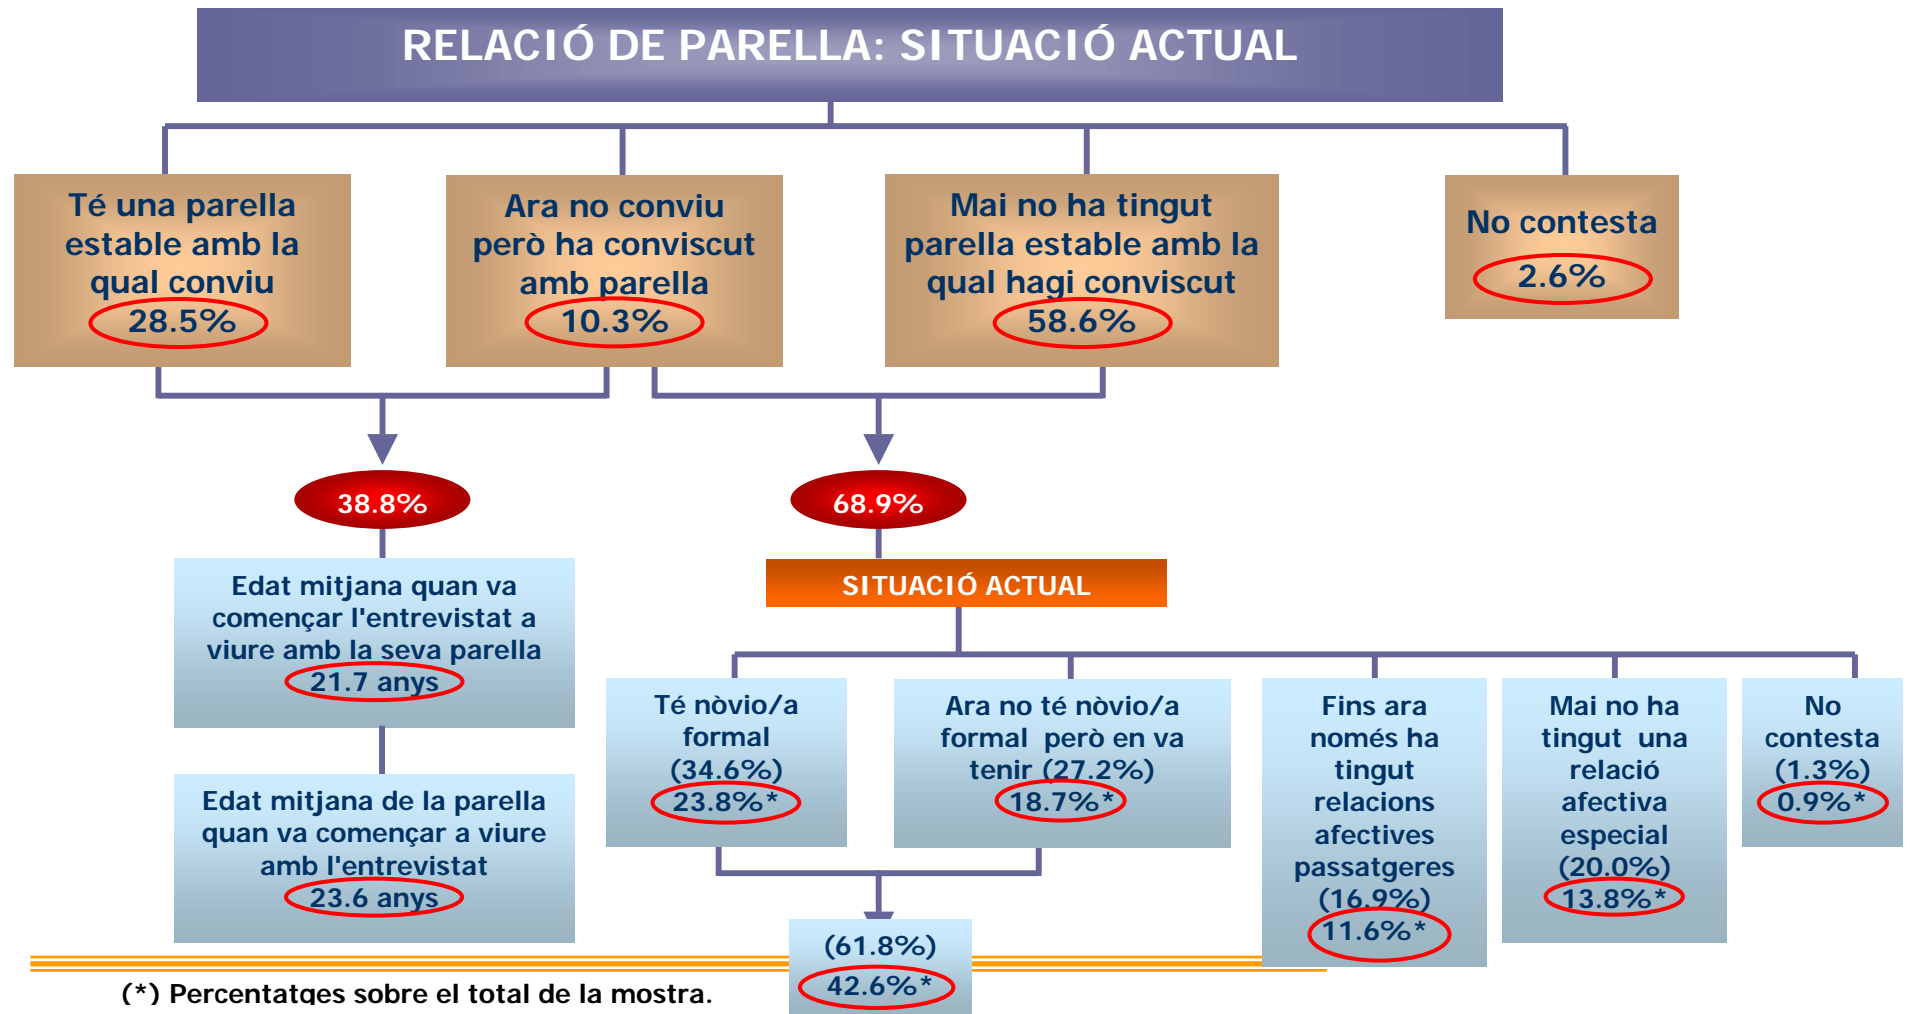 RELACIÓ DE PARELLA: SITUACIÓ ACTUAL
Té una parella
estable amb la
qual conviu
28.5%
Ara no conviu
però ha conviscut
amb parella
10.3%
Mai no ha tingut
parella estable amb la
qual hagi conviscut
58.6%
No contesta
2.6%
38.8%
68.9%
Edat mitjana quan va
començar l'entrevistat a
viure amb la seva parella
21.7 anys
Edat mitjana de la parella
quan va començar a viure
amb l'entrevistat
23.6 anys
SITUACIÓ ACTUAL
Té nòvio/a
formal
(34.6%)
23.8%*
Ara no té nòvio/a
formal però en va
tenir (27.2%)
18.7%*
Fins ara
només ha
tingut
relacions
afectives
passatgeres
(16.9%)
11.6%*
Mai no ha
tingut una
relació
afectiva
especial
(20.0%)
13.8%*
No
contesta
(1.3%)
0.9%*
(61.8%)
42.6%*
(*) Percentatges sobre el total de la mostra.